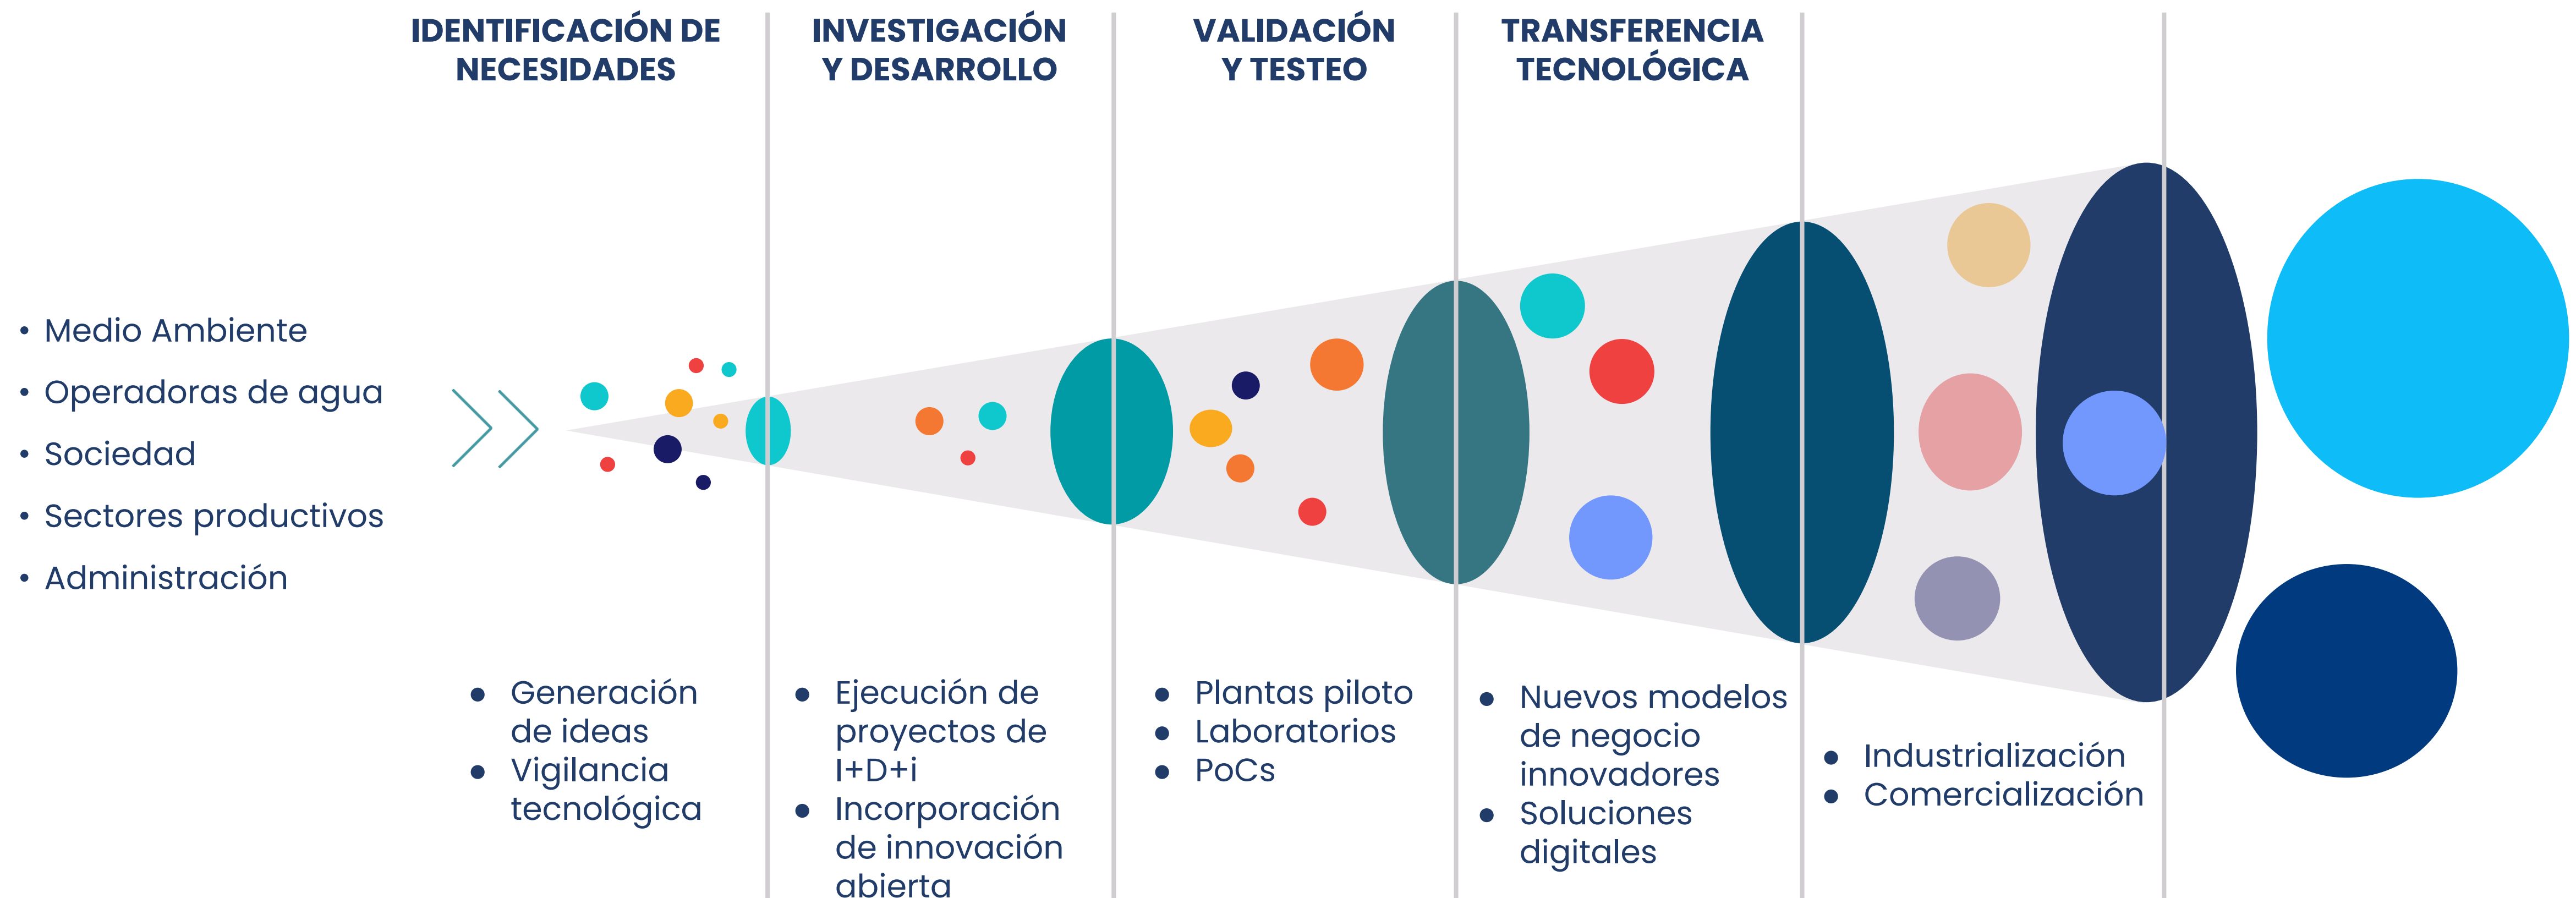 IDENTIFICACIÓN DE
NECESIDADES
INVESTIGACIÓN
Y DESARROLLO
VALIDACIÓN
Y TESTEO
TRANSFERENCIA
TECNOLÓGICA
• Medio Ambiente
• Operadoras de agua
• Sociedad
• Sectores productivos
• Administración
● Generación
de ideas
● Vigilancia
tecnológica
● Ejecución de
proyectos de
I+D+i
● Incorporación
de innovación
abierta
● Plantas piloto
● Laboratorios
● PoCs
● Nuevos modelos
de negocio
innovadores
● Soluciones
digitales
● Industrialización
● Comercialización